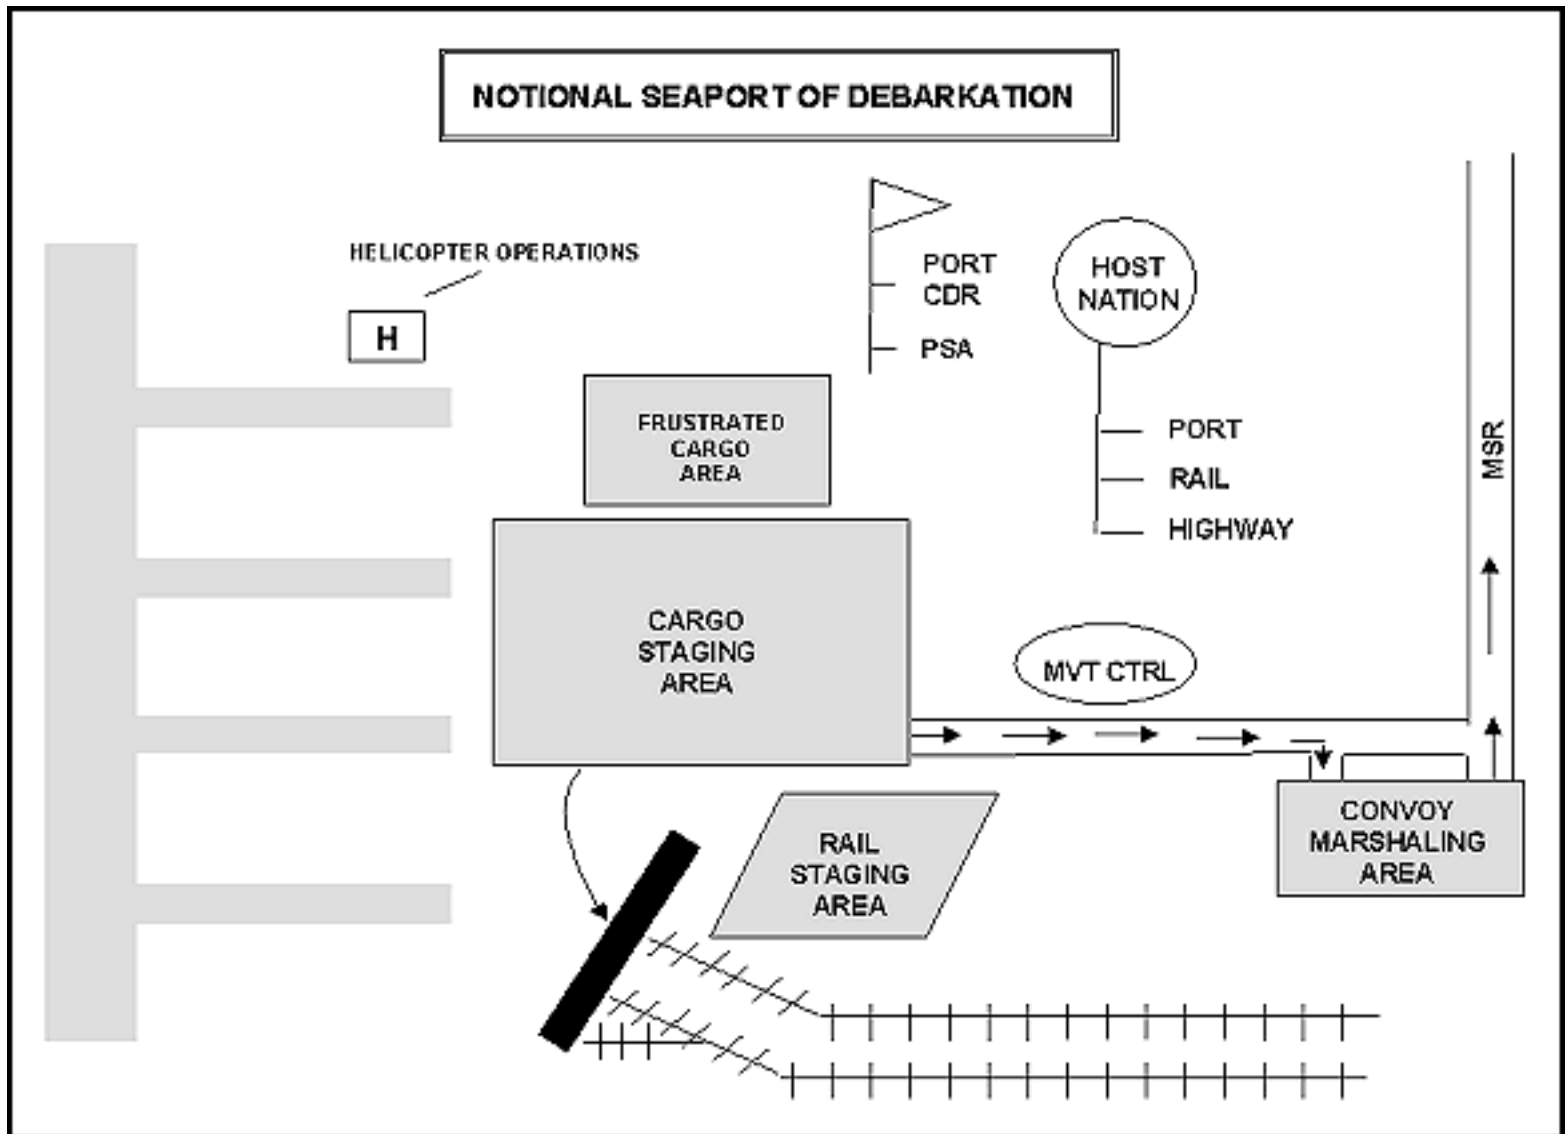 NOTIONAL SEAPORT OF DEBARKATION
HELICOPTER OPERATIONS
H
PORT
CDR
PSA
HOST
NATION
PORT
RAIL
HIGHWAY
MSR
FRUSTRATED
CARGO
AREA
CARGO
STAGING
AREA
MVT CTRL
RAIL
STAGING
AREA
CONVOY
MARSHALING
AREA